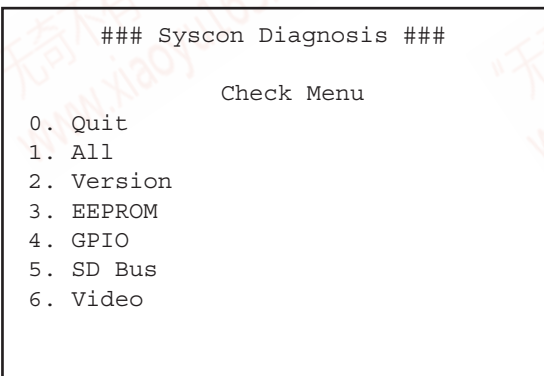 ### Syscon Diagnosis ###
Check Menu
0. Quit
1. All
2. Version
3. EEPROM
4. GPIO
5. SD Bus
6. Video